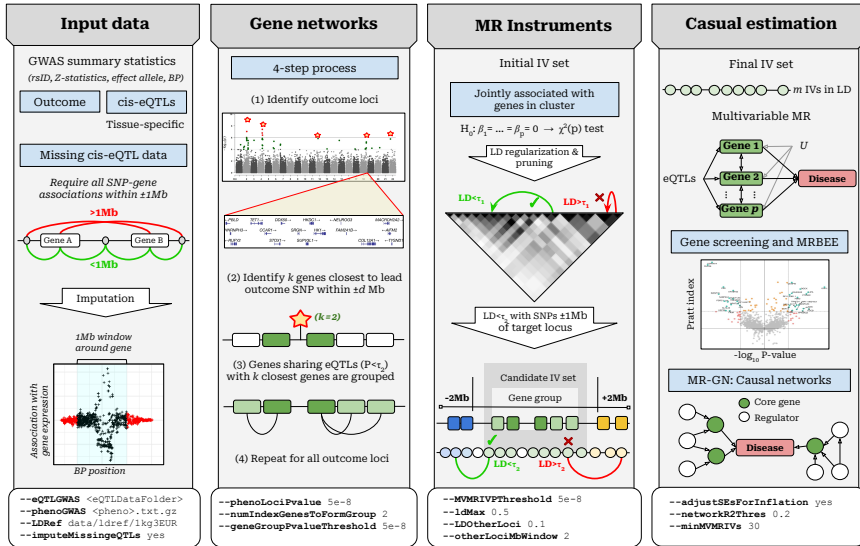 Input data
GWAS summary statistics
(rsID, Z-statistics, effect allele, BP)
Outcome
cis-eQTLs
Tissue-specific
Missing cis-eQTL data
Require all SNP-gene
associations within ±1Mb
>1Mb
Gene A
Gene B
<1Mb
Imputation
1Mb window
around gene
Association with
gene expression
BP position
--eQTLGWAS <eQTLDataFolder>
--phenoGWAS <pheno>.txt.gz
--LDRef data/ldref/1kg3EUR
--imputeMissingeQTLs yes
Gene networks
4-step process
(1) Identify outcome loci
(2) Identify k genes closest to lead
outcome SNP within ±d Mb
(k=2)
(3) Genes sharing eQTLs (P<τ2)
with k closest genes are grouped
(4) Repeat for all outcome loci
--phenoLociPvalue 5e-8
--numIndexGenesToFormGroup 2
--geneGroupPvalueThreshold 5e-8
MR Instruments
Initial IV set
Jointly associated with
genes in cluster
H0: β1= ... = βp= 0 → χ2(p) test
LD regularization &
pruning
LD<τ1
LD>τ1
LD<τ2 with SNPs ±1Mb
of target locus
Candidate IV set
-2Mb
Gene group
+2Mb
LD<τ2
LD>τ2
--MVMRIVPThreshold 5e-8
--ldMax 0.5
--LDOtherLoci 0.1
--otherLociMbWindow 2
Casual estimation
Final IV set
m IVs in LD
Multivariable MR
Gene 1
U
eQTLs
Gene 2
Disease
Gene p
Gene screening and MRBEE
Pratt index
-log10 P-value
MR-GN: Causal networks
Core gene
Regulator
Disease
--adjustSEsForInflation yes
--networkR2Thres 0.2
--minMVMRIVs 30